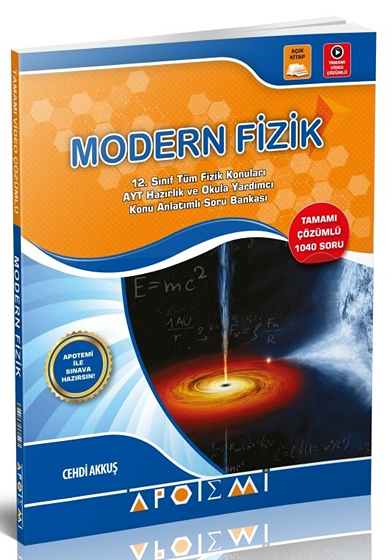 AÇIK
KİTAP
TAMAMI
VİDEO
ÇÖZÜMLÜ
MODERN FİZİK
12. Sınıf Tüm Fizik Konuları
AYT Hazırlık ve Okula Yardımcı
Konu Anlatımlı Soru Bankası
TAMAMI
ÇÖZÜMLÜ
1040 SORU
E=mc²
APOTEMİ
İLE
SINAVA
HAZIRSIN!
CEHDİ AKKUŞ
APOTEMİ
TAMAMI VİDEO ÇÖZÜMLÜ
MODERN FİZİK
APOTEMİ